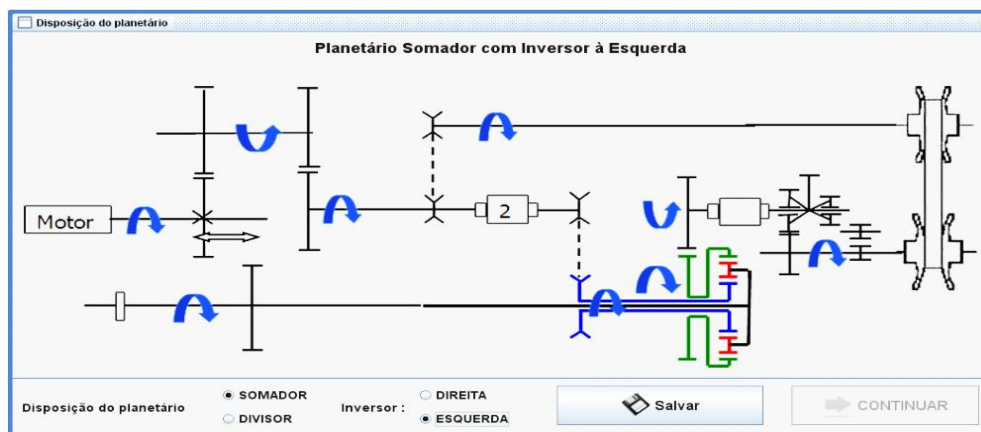 Disposição do planetário
Planetário Somador com Inversor à Esquerda
Motor
2
Disposição do planetário
SOMADOR
DIVISOR
Inversor :
DIREITA
ESQUERDA
Salvar
CONTINUAR